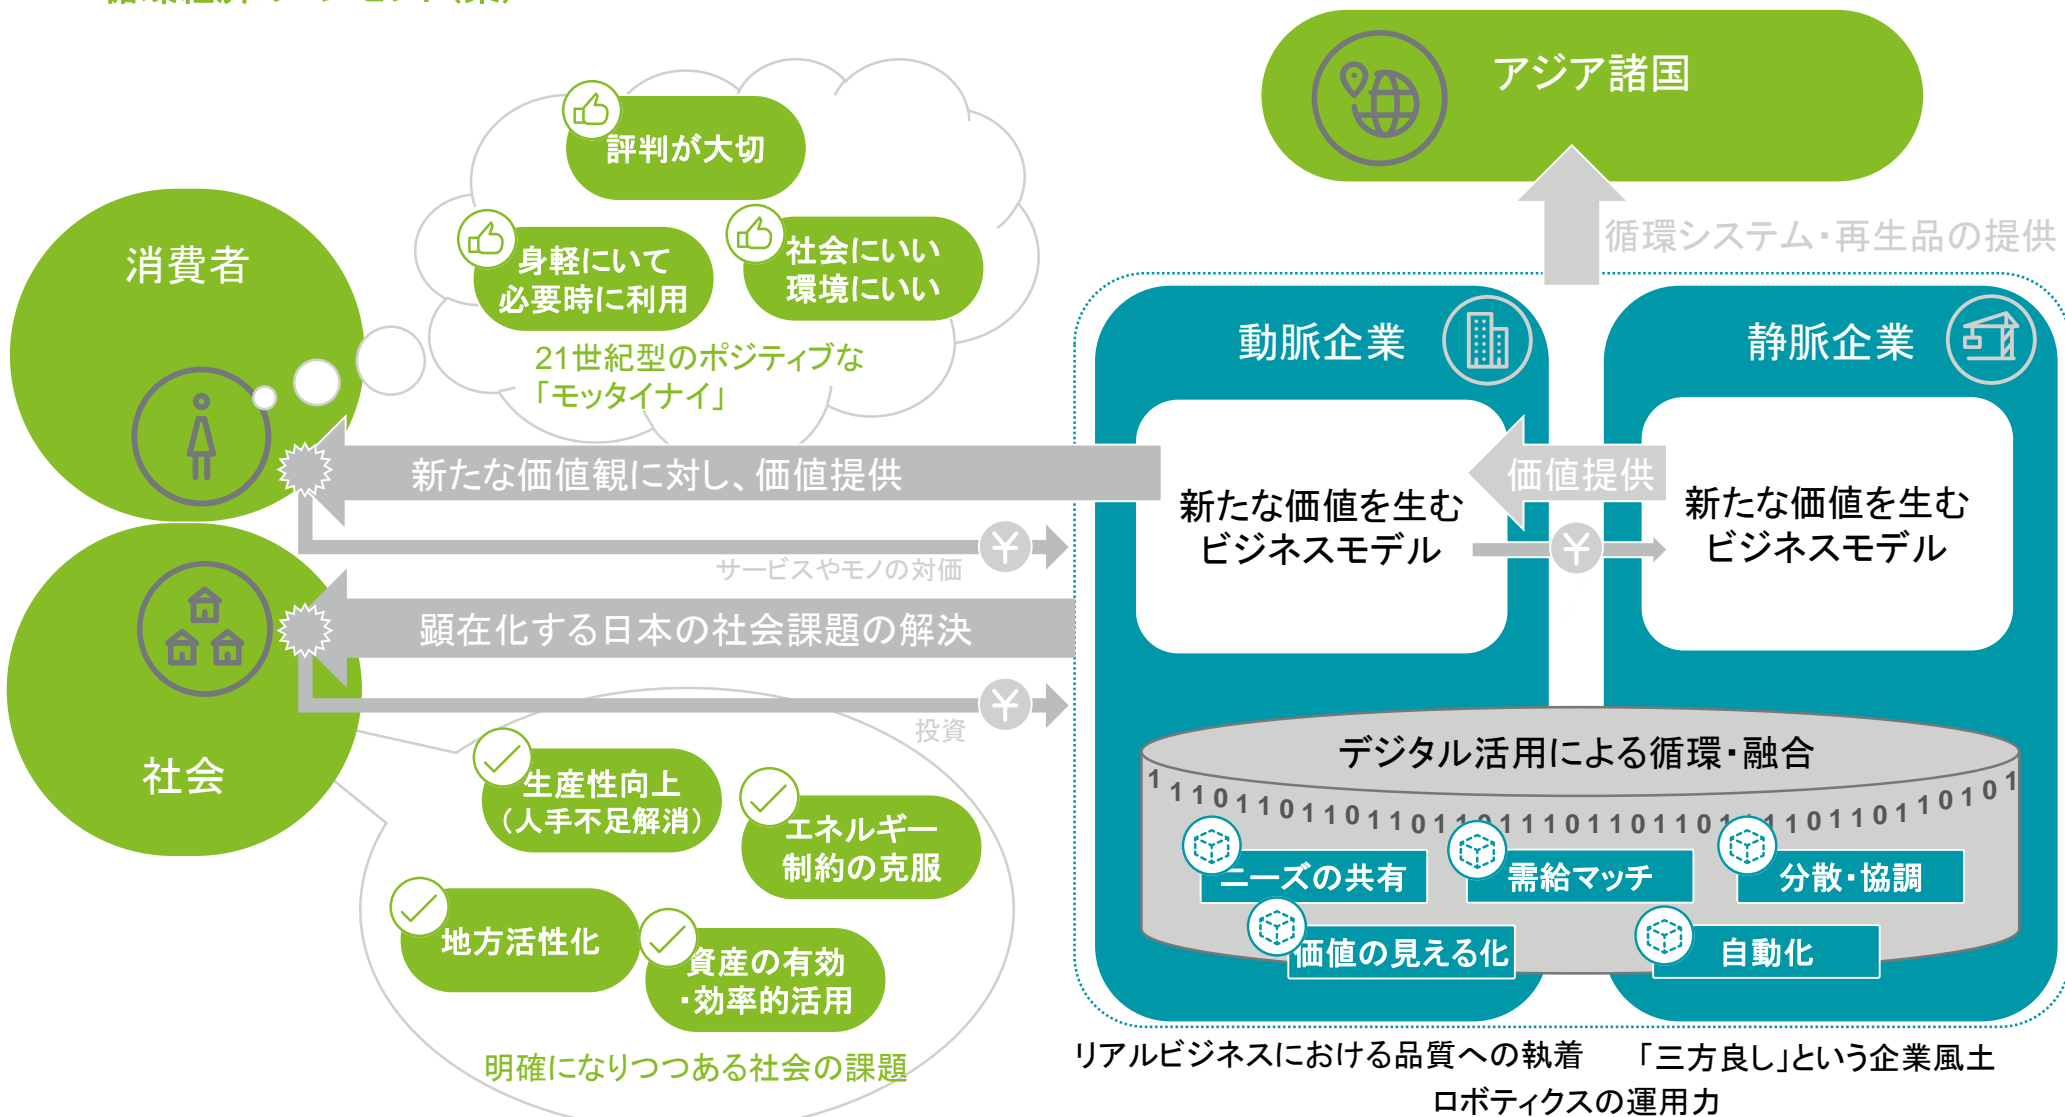 アジア諸国
評判が大切
身軽にいて
必要時に利用
社会にいい
環境にいい
21世紀型のポジティブな
「モッタイナイ」
消費者
循環システム・再生品の提供
動脈企業
静脈企業
新たな価値観に対し、価値提供
価値提供
新たな価値を生む
ビジネスモデル
新たな価値を生む
ビジネスモデル
¥
¥
サービスやモノの対価
顕在化する日本の社会課題の解決
¥
投資
社会
生産性向上
（人手不足解消）
エネルギー
制約の克服
地方活性化
資産の有効
・効率的活用
明確になりつつある社会の課題
デジタル活用による循環・融合
ニーズの共有
需給マッチ
分散・協調
価値の見える化
自動化
リアルビジネスにおける品質への執着
「三方良し」という企業風土
ロボティクスの運用力